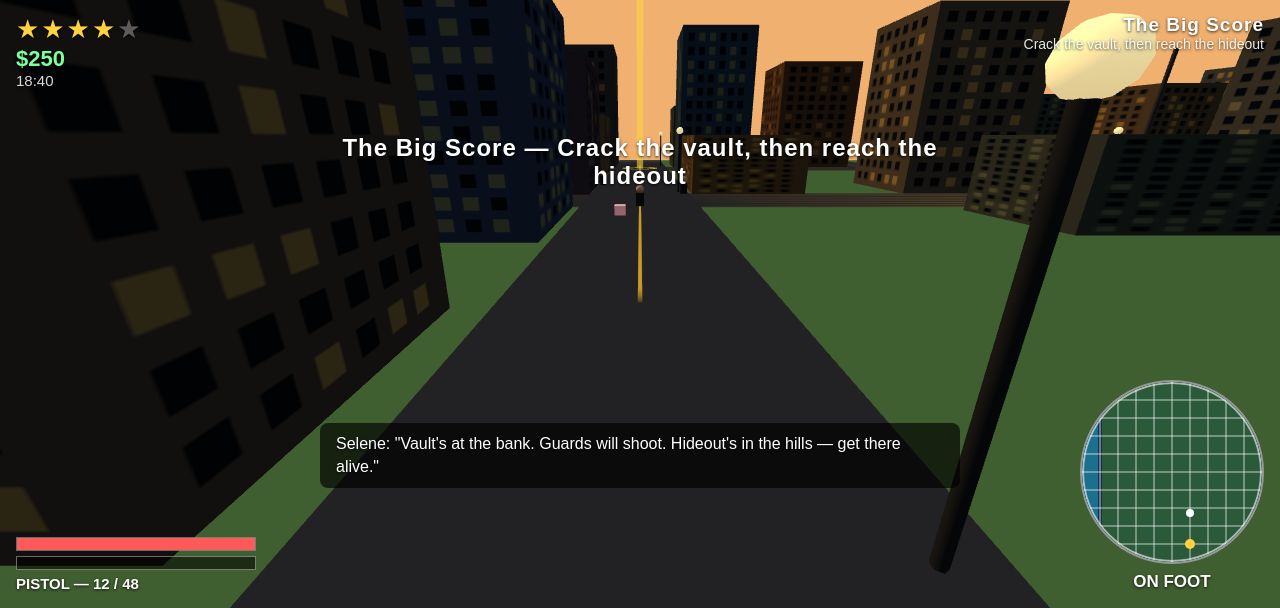 $250
18:40
The Big Score
Crack the vault, then reach the hideout
The Big Score — Crack the vault, then reach the
hideout
Selene: "Vault's at the bank. Guards will shoot. Hideout's in the hills — get there
alive."
PISTOL — 12 / 48
ON FOOT